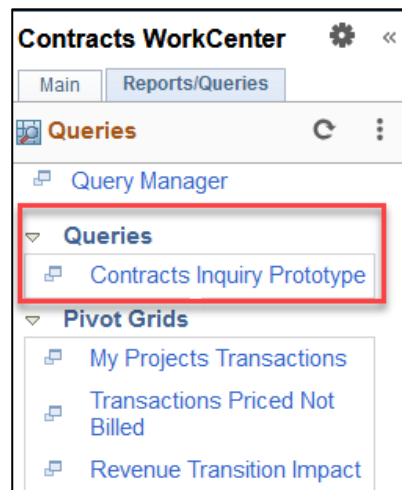 Contracts WorkCenter «
Main Reports/Queries
Queries
Query Manager
Queries
Contracts Inquiry Prototype
Pivot Grids
My Projects Transactions
Transactions Priced Not
Billed
Revenue Transition Impact